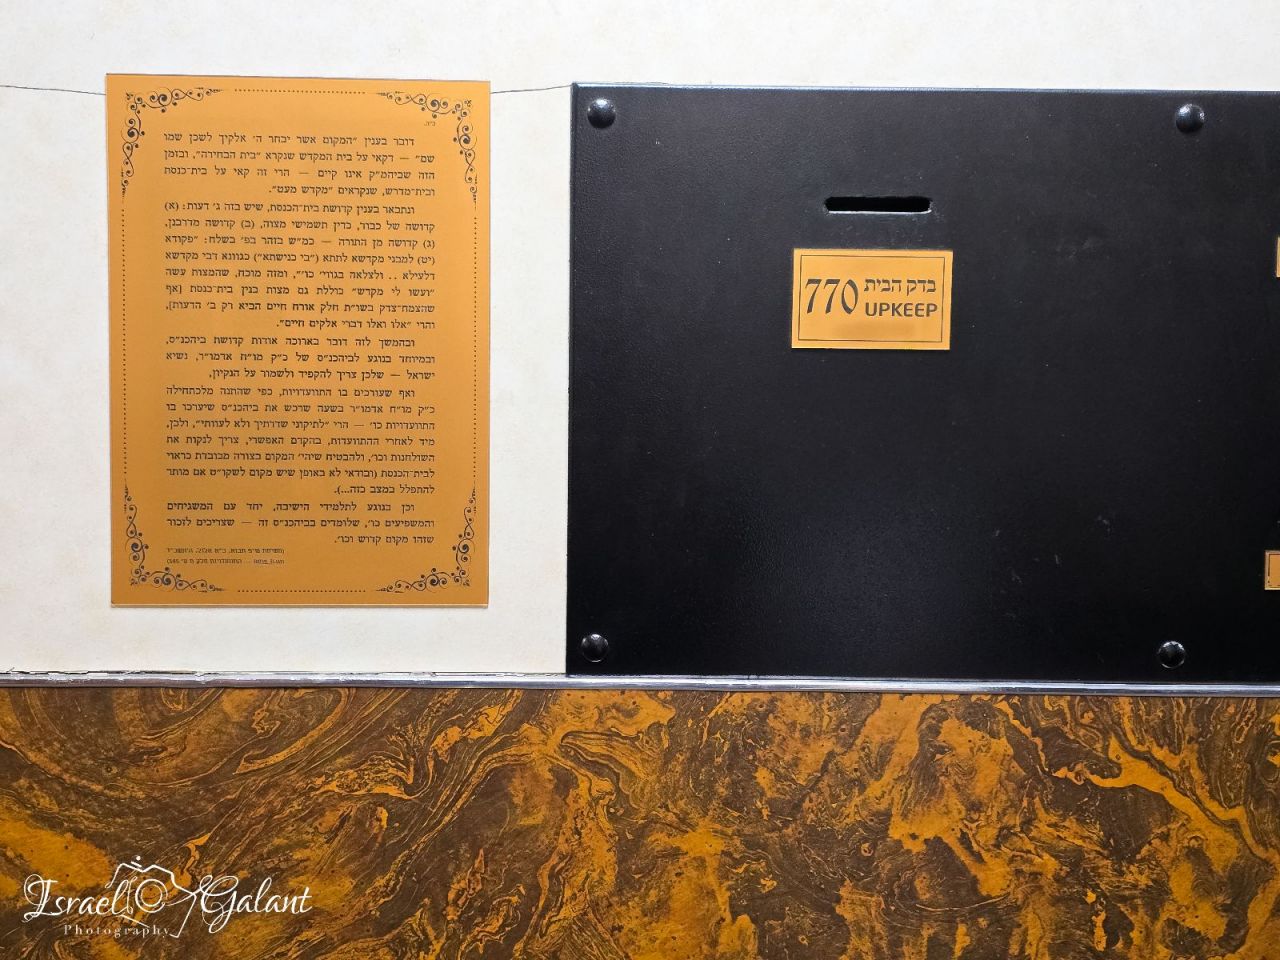 ב״ה.
דובר בענין "המקום אשר יבחר ה' אלקיך לשכן שמו
שם" — דקאי על בית המקדש שנקרא "בית הבחירה", ובזמן
הזה שביהמ"ק אינו קיים — הרי זה קאי על בית־כנסת
ובית־מדרש, שנקראים "מקדש מעט".
ונתבאר בענין קדושת בית־הכנסת, שיש בזה ג' דעות: (א)
קדושה של כבוד, כדין תשמישי מצוה, (ב) קדושה מדרבנן,
(ג) קדושה מן התורה — כמ"ש בזהר בפ' בשלח: "פקודא
(יט) למבני מקדשא לתתא ("בי כנישתא") כגוונא דבי מקדשא
דלעילא .. ולצלאה בגווי' כו'", ומזה מוכח, שהמצות עשה
"ועשו לי מקדש" כוללת גם מצות בנין בית־כנסת [אף
שהצמח־צדק בשו"ת חלק אורח חיים הביא רק ב' הדעות],
והרי "אלו ואלו דברי אלקים חיים".
ובהמשך לזה דובר בארוכה אודות קדושת ביהכנ"ס,
ובמיוחד בנוגע לביהכנ"ס של כ"ק מו"ח אדמו"ר, נשיא
ישראל — שלכן צריך להקפיד ולשמור על הנקיון,
ואף שעורכים בו התוועדויות, כפי שהתנה מלכתחילה
כ"ק מו"ח אדמו"ר בשעה שרכש את ביהכנ"ס שיערכו בו
התוועדויות כו' — הרי "לתיקוני שדרתיך ולא לעוותי", ולכן,
מיד לאחרי ההתוועדות, בהקדם האפשרי, צריך לנקות את
השולחנות וכו', ולהבטיח שיהי' המקום בצורה מכובדת כראוי
לבית־הכנסת (ובודאי לא באופן שיש מקום לשקו"ט אם מותר
להתפלל במצב כזה...).
וכן בנוגע לתלמידי הישיבה, יחד עם המשגיחים
והמשפיעים כו', שלומדים בביהכנ"ס זה — שצריכים לזכור
שזהו מקום קדוש וכו'.
770 בדק הבית
UPKEEP
Israel Galant
Photography